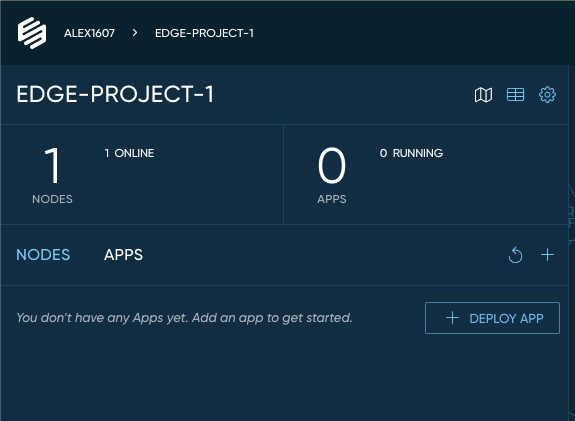 ALEX1607 > EDGE-PROJECT-1
EDGE-PROJECT-1
1 1 ONLINE
NODES
0 0 RUNNING
APPS
NODES APPS
You don't have any Apps yet. Add an app to get started.
+ DEPLOY APP